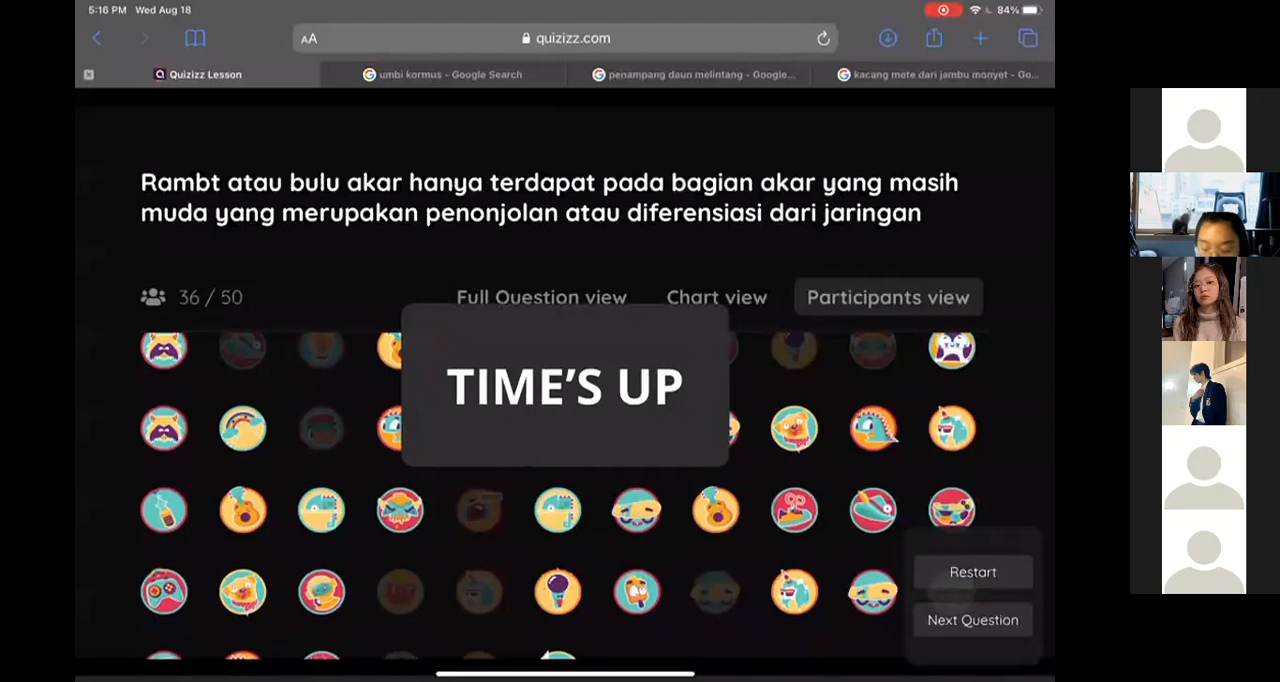 5:16 PM Wed Aug 18
84%
AA
quizizz.com
Quizizz Lesson
umbi kormus - Google Search
penampang daun melintang - Google...
kacang mete dari jambu monyet - Go...
Rambt atau bulu akar hanya terdapat pada bagian akar yang masih
muda yang merupakan penonjolan atau diferensiasi dari jaringan
36 / 50
Full Question view
Chart view
Participants view
TIME'S UP
Restart
Next Question